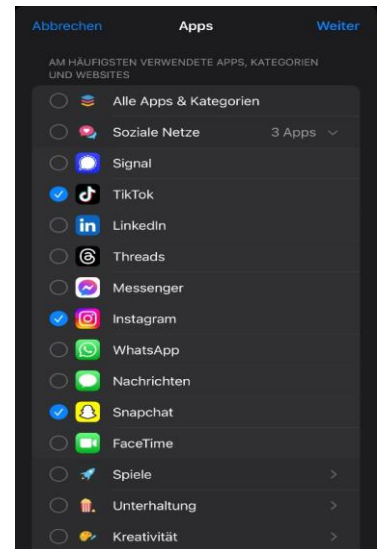 Abbrechen Apps Weiter
AM HÄUFIGSTEN VERWENDETE APPS, KATEGORIEN
UND WEBSITES
Alle Apps & Kategorien
Soziale Netze 3 Apps
Signal
TikTok
LinkedIn
Threads
Messenger
Instagram
WhatsApp
Nachrichten
Snapchat
FaceTime
Spiele
Unterhaltung
Kreativität